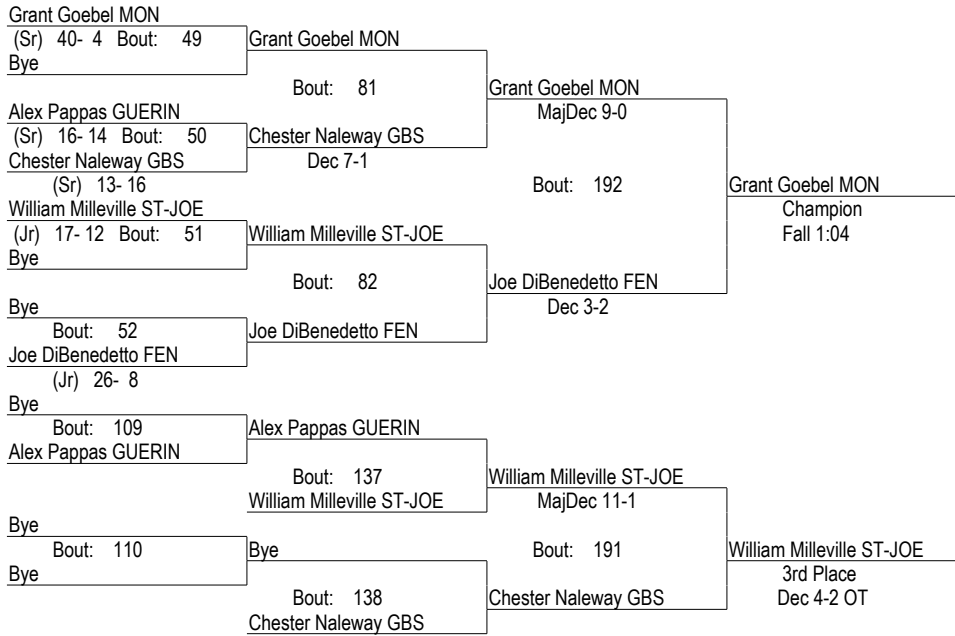 Grant Goebel MON
(Sr) 40- 4 Bout: 49 Grant Goebel MON
Bye
Bout: 81 Grant Goebel MON
Alex Pappas GUERIN MajDec 9-0
(Sr) 16- 14 Bout: 50 Chester Naleway GBS
Chester Naleway GBS Dec 7-1
(Sr) 13- 16 Bout: 192 Grant Goebel MON
William Milleville ST-JOE Champion
(Jr) 17- 12 Bout: 51 William Milleville ST-JOE Fall 1:04
Bye
Bout: 82 Joe DiBenedetto FEN
Bye Dec 3-2
Bout: 52 Joe DiBenedetto FEN
Joe DiBenedetto FEN
(Jr) 26- 8
Bye
Bout: 109 Alex Pappas GUERIN
Alex Pappas GUERIN
Bout: 137 William Milleville ST-JOE
William Milleville ST-JOE MajDec 11-1
Bye
Bout: 110 Bye Bout: 191 William Milleville ST-JOE
Bye 3rd Place
Bout: 138 Chester Naleway GBS Dec 4-2 OT
Chester Naleway GBS